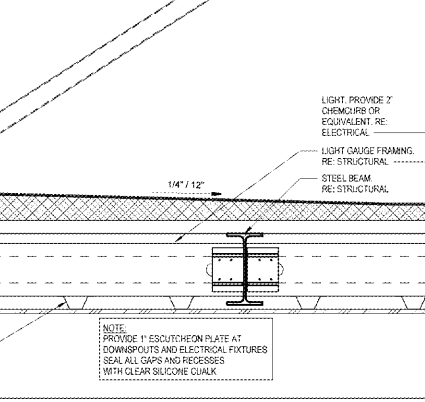 LIGHT. PROVIDE 2"
CHEMCURB OR
EQUIVALENT. RE:
ELECTRICAL
LIGHT GAUGE FRAMING.
RE: STRUCTURAL
1/4" / 12"
STEEL BEAM.
RE: STRUCTURAL
NOTE:
PROVIDE 1" ESCUTCHEON PLATE AT
DOWNSPOUTS AND ELECTRICAL FIXTURES
SEAL ALL GAPS AND RECESSES
WITH CLEAR SILICONE CUALK